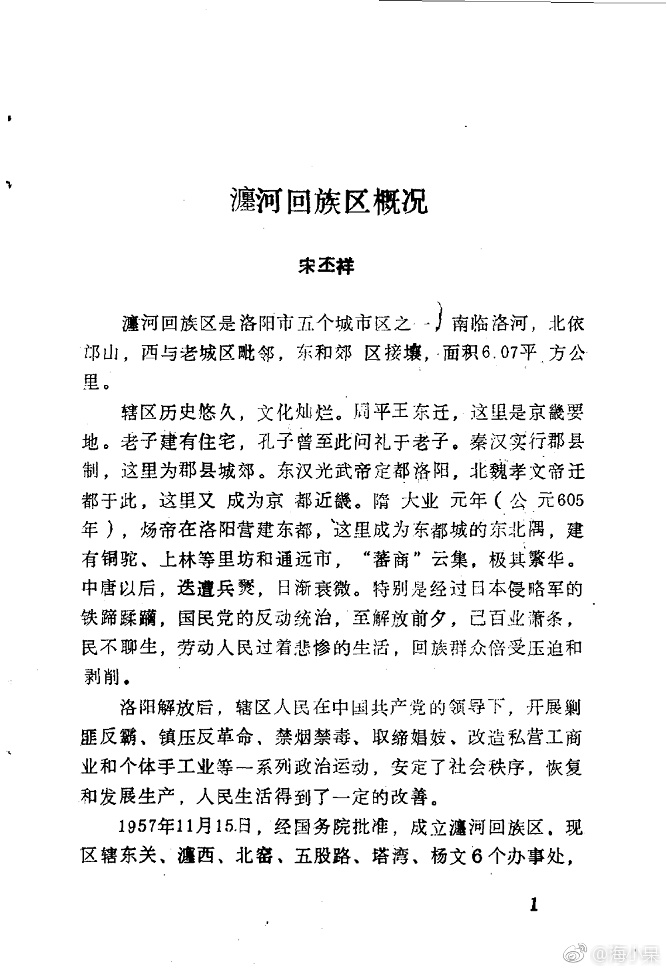 瀍河回族区概况
宋丕祥
瀍河回族区是洛阳市五个城市区之一，南临洛河，北依
邙山，西与老城区毗邻，东和郊区接壤，面积6.07平方公
里。
辖区历史悠久，文化灿烂。周平王东迁，这里是京畿要
地。老子建有住宅，孔子曾至此问礼于老子。秦汉实行郡县
制，这里为郡县城郊。东汉光武帝定都洛阳，北魏孝文帝迁
都于此，这里又成为京都近畿。隋大业元年（公元605
年），炀帝在洛阳营建东都，这里成为东都城的东北隅，建
有铜驼、上林等里坊和通远市，“蕃商”云集，极其繁华。
中唐以后，迭遭兵燹，日渐衰微。特别是经过日本侵略军的
铁蹄蹂躏，国民党的反动统治，至解放前夕，已百业萧条，
民不聊生，劳动人民过着悲惨的生活，回族群众倍受压迫和
剥削。
洛阳解放后，辖区人民在中国共产党的领导下，开展剿
匪反霸、镇压反革命、禁烟禁毒、取缔娼妓、改造私营工商
业和个体手工业等一系列政治运动，安定了社会秩序，恢复
和发展生产，人民生活得到了一定的改善。
1957年11月15日，经国务院批准，成立瀍河回族区。现
区辖东关、瀍西、北窑、五股路、塔湾、杨文6个办事处，
1
@海小呆